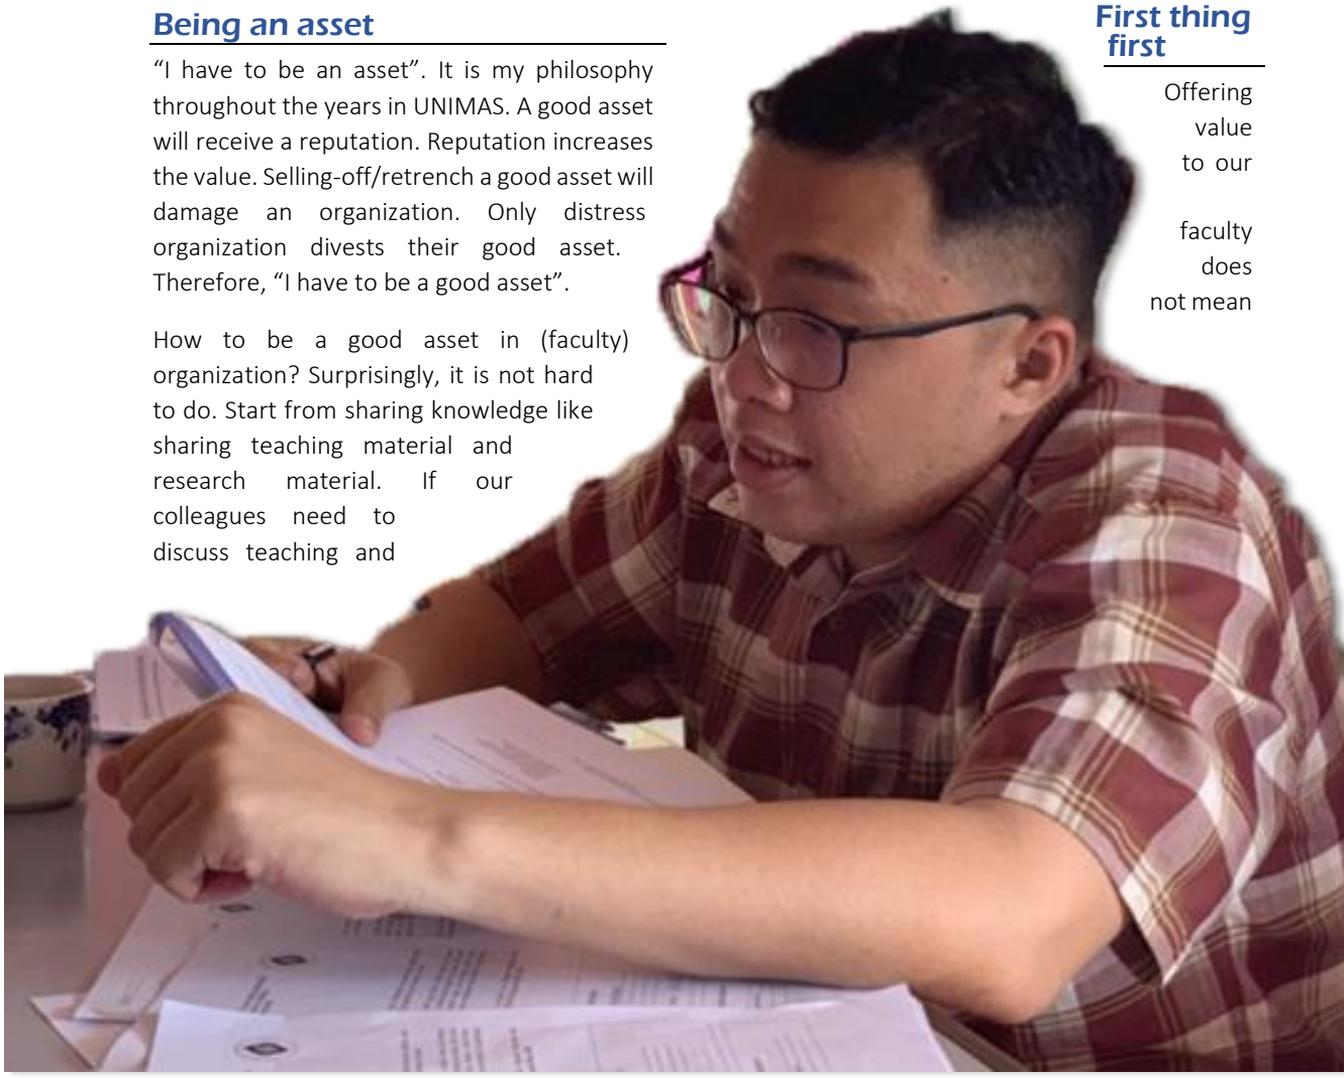 Being an asset
“I have to be an asset”. It is my philosophy
throughout the years in UNIMAS. A good asset
will receive a reputation. Reputation increases
the value. Selling-off/retrench a good asset will
damage an organization. Only distress
organization divests their good asset.
Therefore, “I have to be a good asset”.
How to be a good asset in (faculty)
organization? Surprisingly, it is not hard
to do. Start from sharing knowledge like
sharing teaching material and
research material. If our
colleagues need to
discuss teaching and
First thing
first
Offering
value
to our
faculty
does
not mean